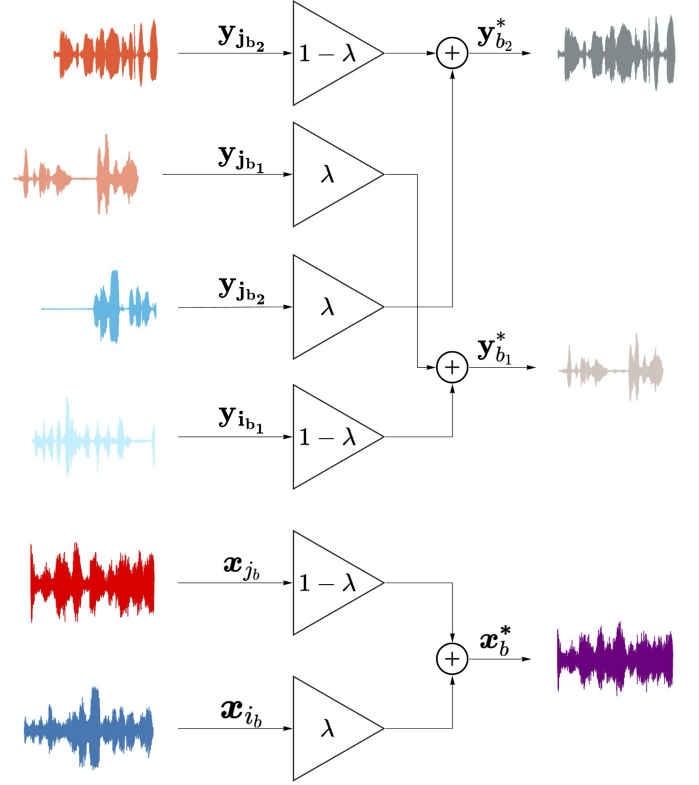 y_{j_{b_2}} 1 − λ + y^*_{b_2}
y_{j_{b_1}} λ
y_{j_{b_2}} λ
+ y^*_{b_1}
y_{i_{b_1}} 1 − λ
x_{j_b} 1 − λ
+ x^*_b
x_{i_b} λ